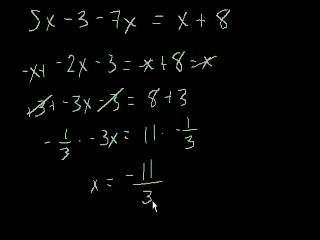 5x - 3 - 7x = x + 8
-x + -2x - 3 = x + 8 - x
+3 + -3x - 3 = 8 + 3
-1/3 · -3x = 11 · -1/3
x = -11/3